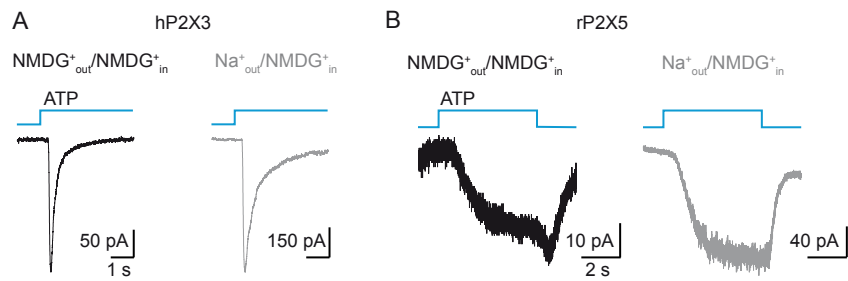 A hP2X3
NMDG⁺out/NMDG⁺in Na⁺out/NMDG⁺in
ATP
50 pA 150 pA
1 s
B rP2X5
NMDG⁺out/NMDG⁺in Na⁺out/NMDG⁺in
ATP
10 pA 40 pA
2 s